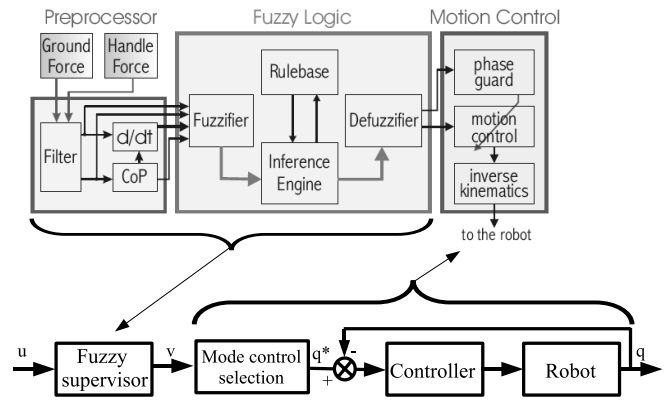 Preprocessor
Fuzzy Logic
Motion Control
Ground
Force
Handle
Force
Filter
d/dt
CoP
Fuzzifier
Rulebase
Inference
Engine
Defuzzifier
phase
guard
motion
control
inverse
kinematics
to the robot
u
Fuzzy
supervisor
v
Mode control
selection
q*
+
-
Controller
Robot
q